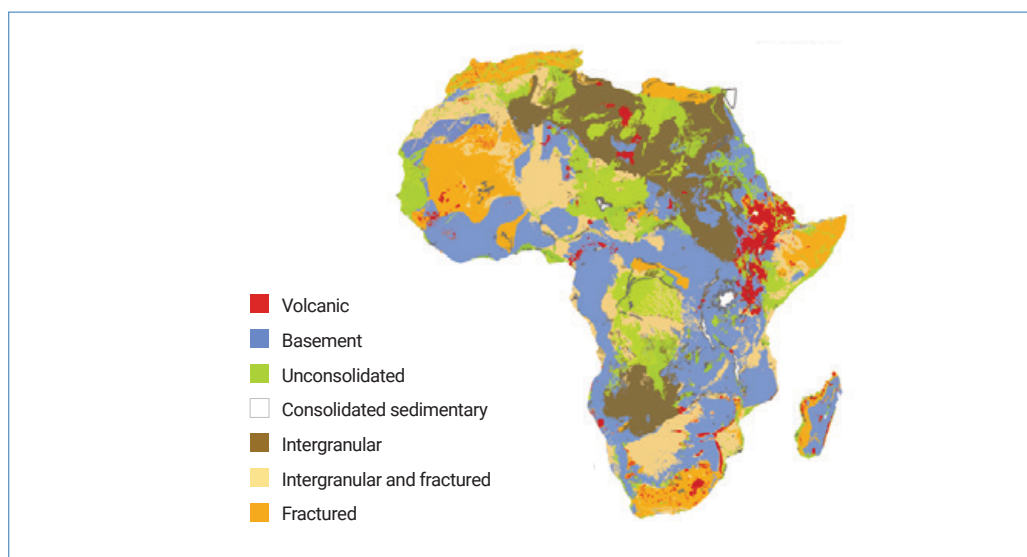 Volcanic
Basement
Unconsolidated
Consolidated sedimentary
Intergranular
Intergranular and fractured
Fractured